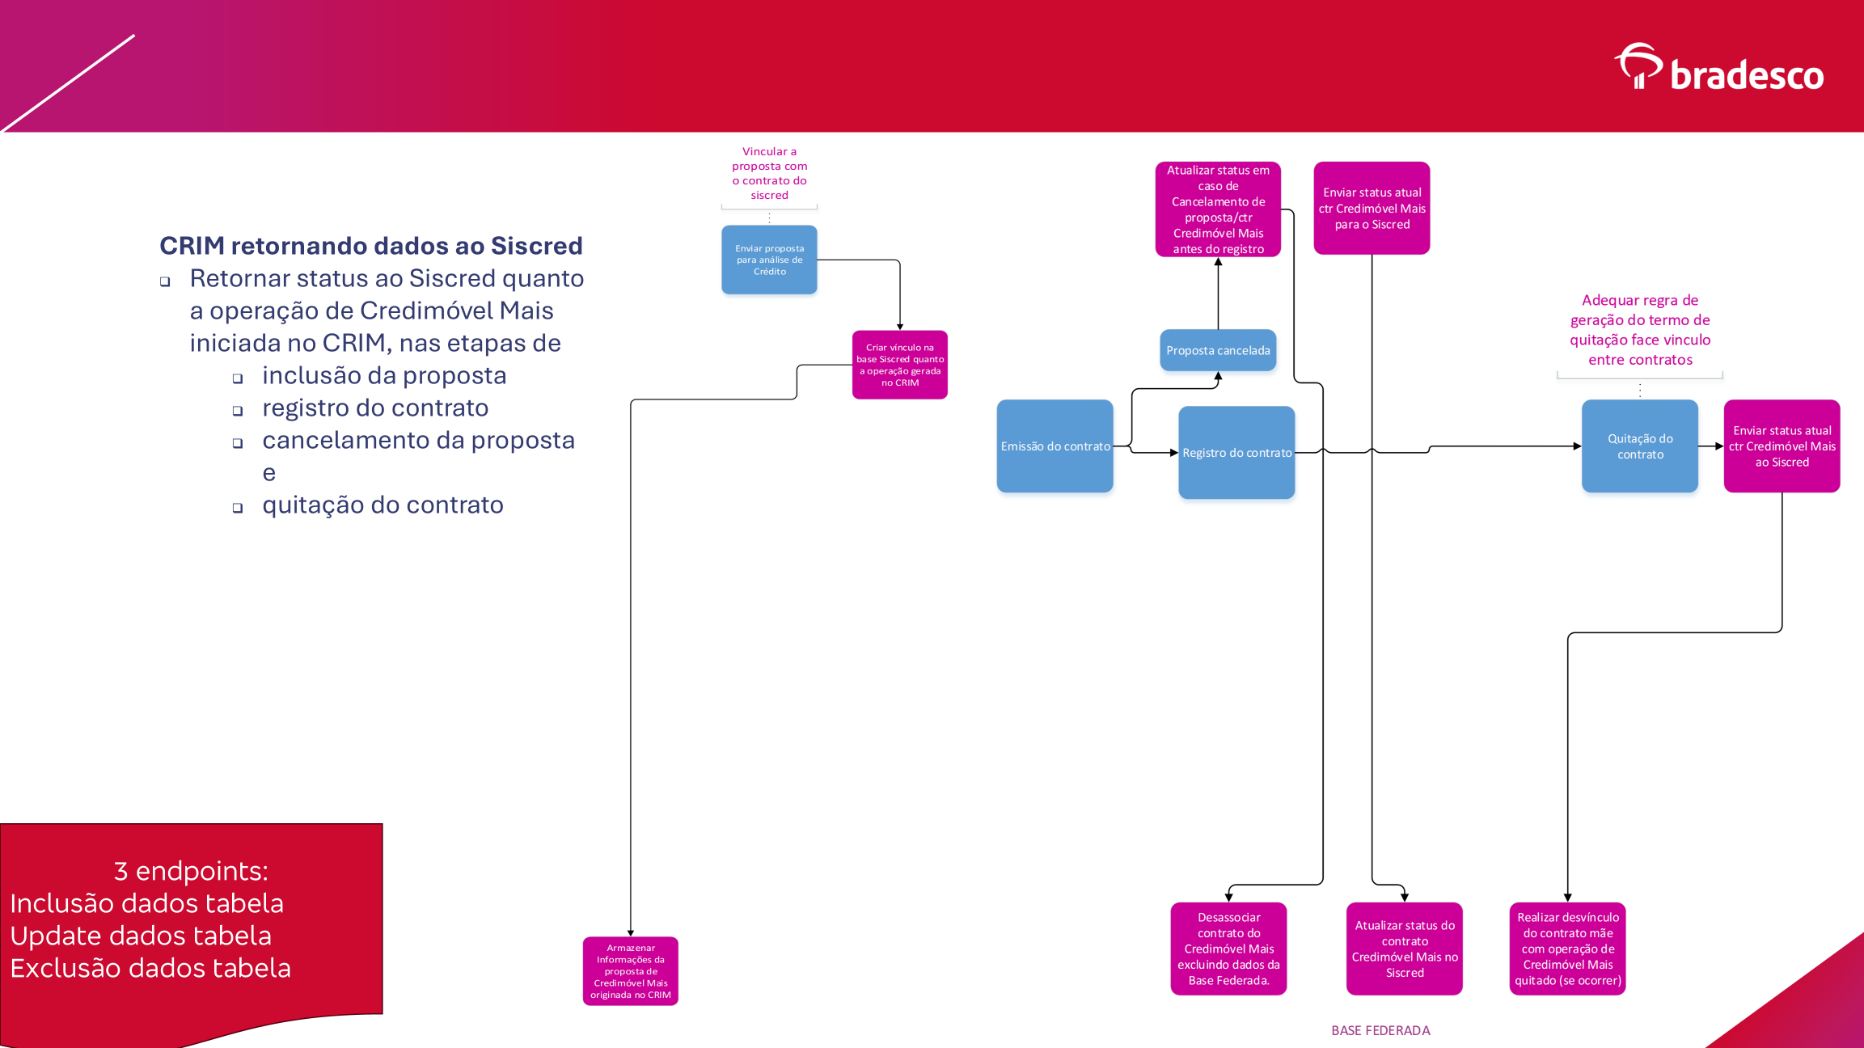 bradesco
CRIM retornando dados ao Siscred
Retornar status ao Siscred quanto
a operação de Credimóvel Mais
iniciada no CRIM, nas etapas de
inclusão da proposta
registro do contrato
cancelamento da proposta
e
quitação do contrato
3 endpoints:
Inclusão dados tabela
Update dados tabela
Exclusão dados tabela
Vincular a
proposta com
o contrato do
siscred
Enviar proposta
para análise de
Crédito
Criar vínculo na
base Siscred quanto
a operação gerada
no CRIM
Armazenar
Informações da
proposta de
Credimóvel Mais
originada no CRIM
Atualizar status em
caso de
Cancelamento de
proposta/ctr
Credimóvel Mais
antes do registro
Enviar status atual
ctr Credimóvel Mais
para o Siscred
Proposta cancelada
Emissão do contrato
Registro do contrato
Adequar regra de
geração do termo de
quitação face vinculo
entre contratos
Quitação do
contrato
Enviar status atual
ctr Credimóvel Mais
ao Siscred
Desassociar
contrato do
Credimóvel Mais
excluindo dados da
Base Federada.
Atualizar status do
contrato
Credimóvel Mais no
Siscred
Realizar desvínculo
do contrato mãe
com operação de
Credimóvel Mais
quitado (se ocorrer)
BASE FEDERADA